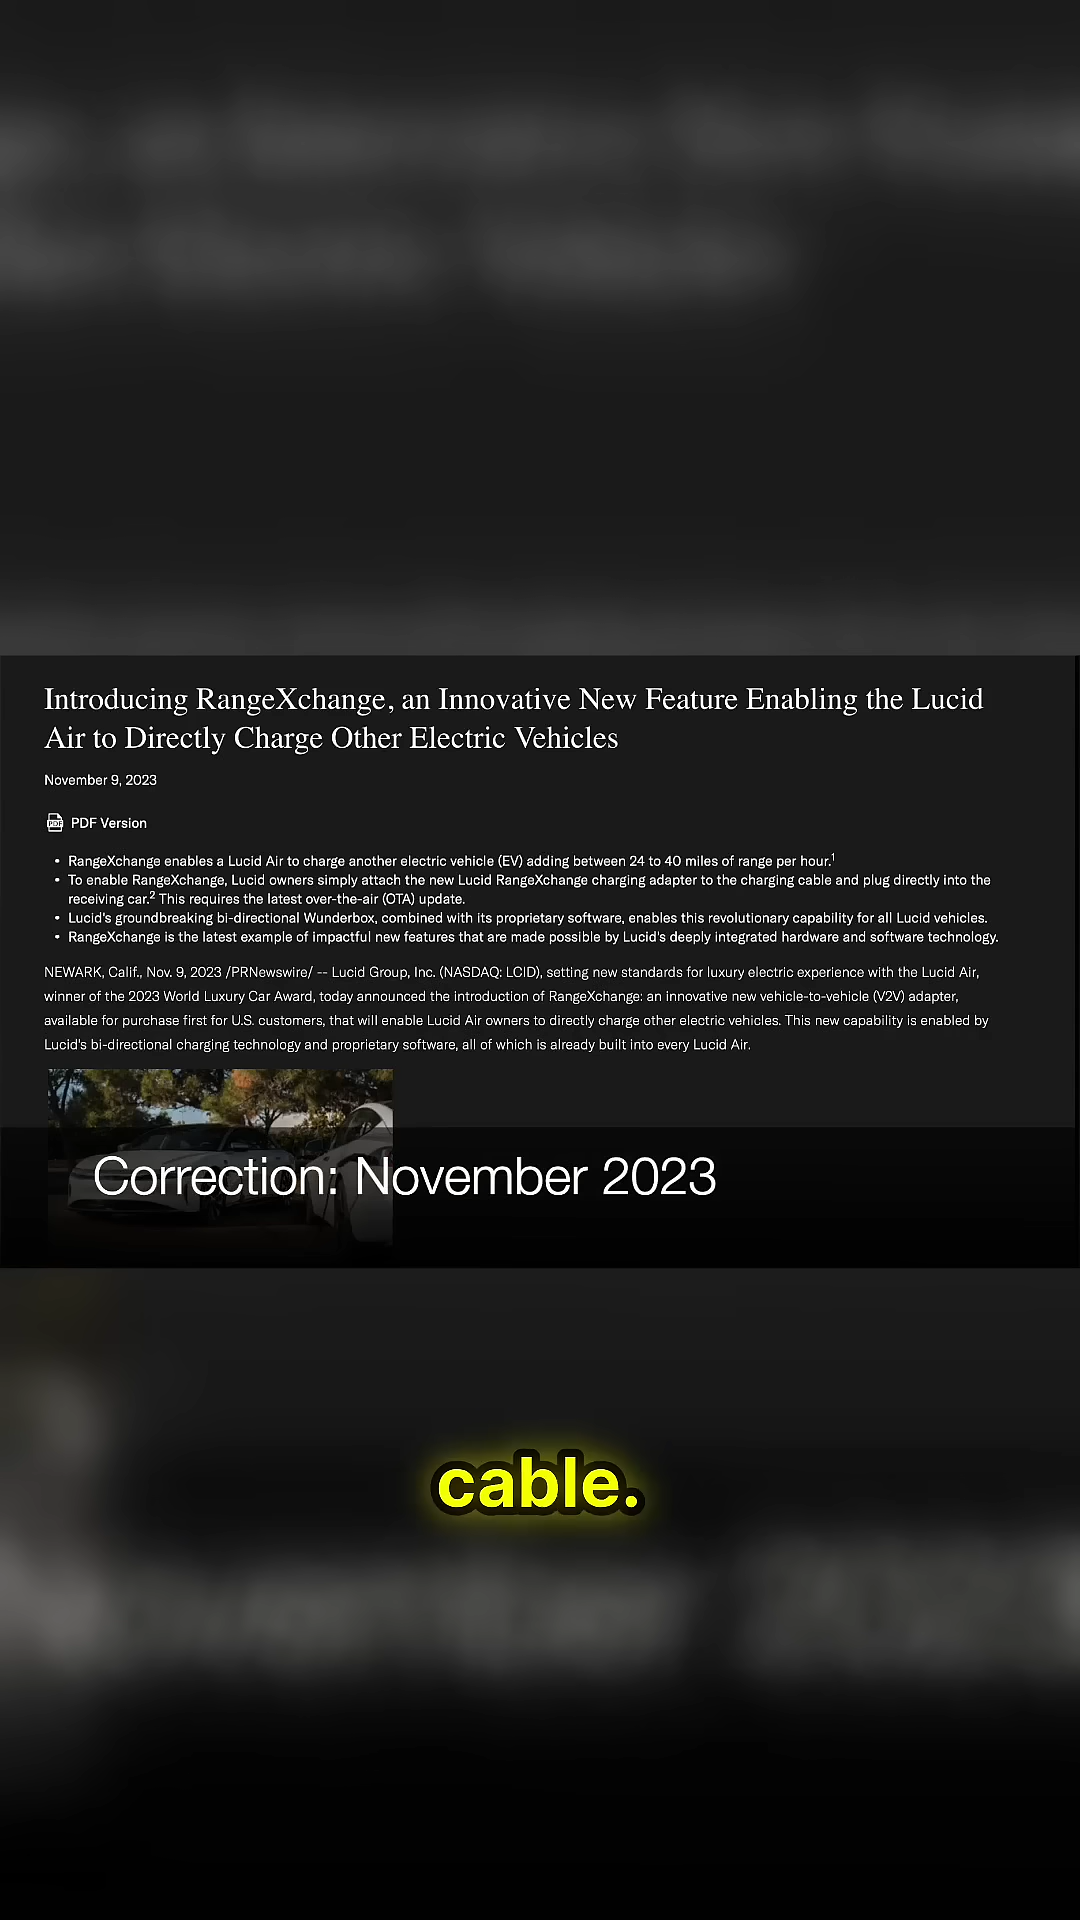 Introducing RangeXchange, an Innovative New Feature Enabling the Lucid
Air to Directly Charge Other Electric Vehicles
November 9, 2023
PDF Version
• RangeXchange enables a Lucid Air to charge another electric vehicle (EV) adding between 24 to 40 miles of range per hour.1
• To enable RangeXchange, Lucid owners simply attach the new Lucid RangeXchange charging adapter to the charging cable and plug directly into the
receiving car.2 This requires the latest over-the-air (OTA) update.
• Lucid's groundbreaking bi-directional Wunderbox, combined with its proprietary software, enables this revolutionary capability for all Lucid vehicles.
• RangeXchange is the latest example of impactful new features that are made possible by Lucid's deeply integrated hardware and software technology.
NEWARK, Calif., Nov. 9, 2023 /PRNewswire/ -- Lucid Group, Inc. (NASDAQ: LCID), setting new standards for luxury electric experience with the Lucid Air,
winner of the 2023 World Luxury Car Award, today announced the introduction of RangeXchange: an innovative new vehicle-to-vehicle (V2V) adapter,
available for purchase first for U.S. customers, that will enable Lucid Air owners to directly charge other electric vehicles. This new capability is enabled by
Lucid's bi-directional charging technology and proprietary software, all of which is already built into every Lucid Air.
Correction: November 2023
cable.